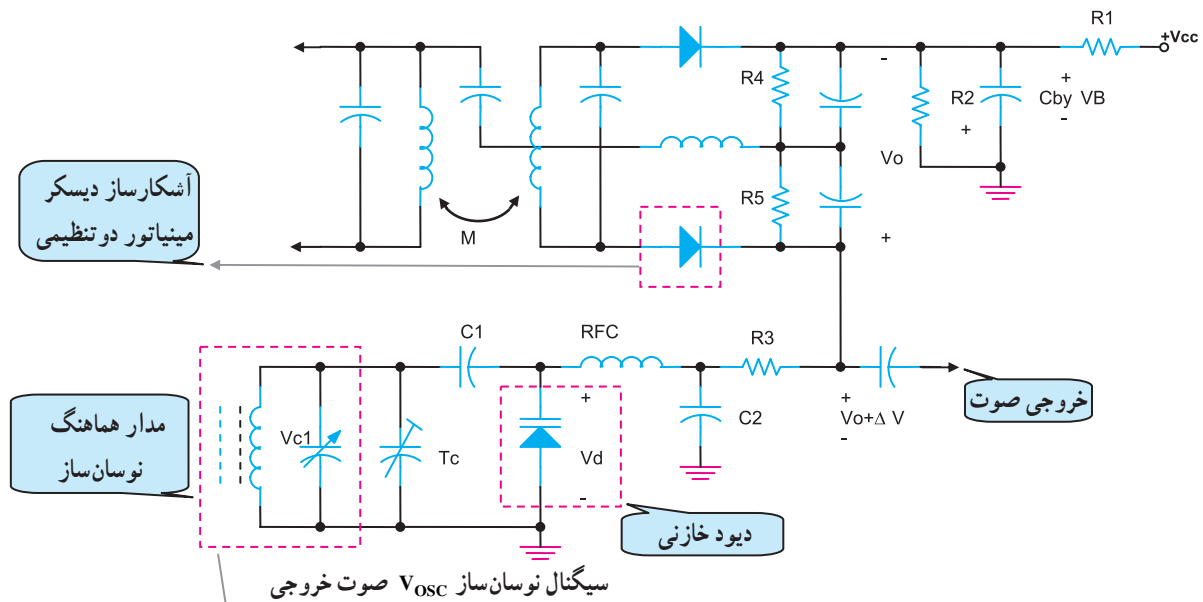 R1
+Vcc
R4
-
R2
+
Cby VB
+
-
Vo
R5
+
آشکارساز دیسکر
مینیاتور دو تنظیمی
M
C1
RFC
R3
خروجی صوت
+
Vo+Δ V
-
C2
مدار هماهنگ
نوسان‌ساز
Vc1
Tc
+
Vd
-
دیود خازنی
سیگنال نوسان‌ساز VOSC صوت خروجی